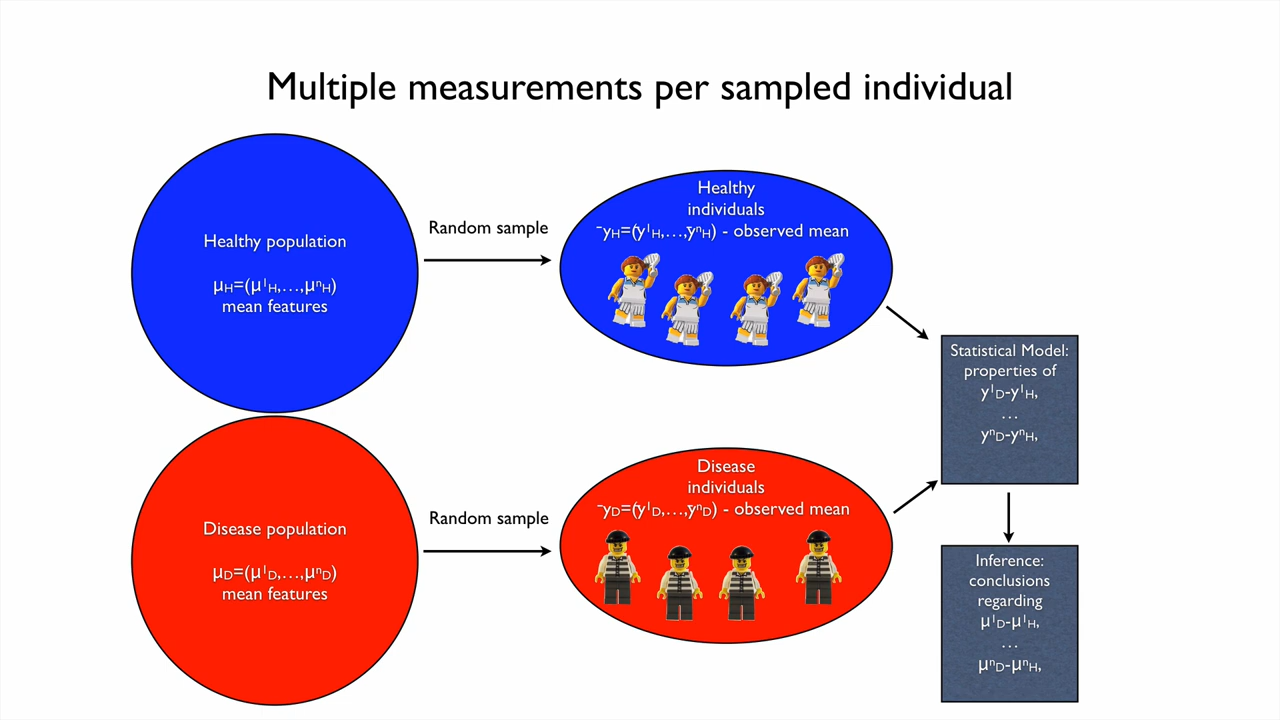 Multiple measurements per sampled individual
Healthy population
μH=(μ¹H,…,μⁿH)
mean features
Random sample
Healthy
individuals
¯yH=(ȳ¹H,…,ȳⁿH) - observed mean
Statistical Model:
properties of
y¹D-y¹H,
…
yⁿD-yⁿH,
Disease population
μD=(μ¹D,…,μⁿD)
mean features
Random sample
Disease
individuals
¯yD=(ȳ¹D,…,ȳⁿD) - observed mean
Inference:
conclusions
regarding
μ¹D-μ¹H,
…
μⁿD-μⁿH,